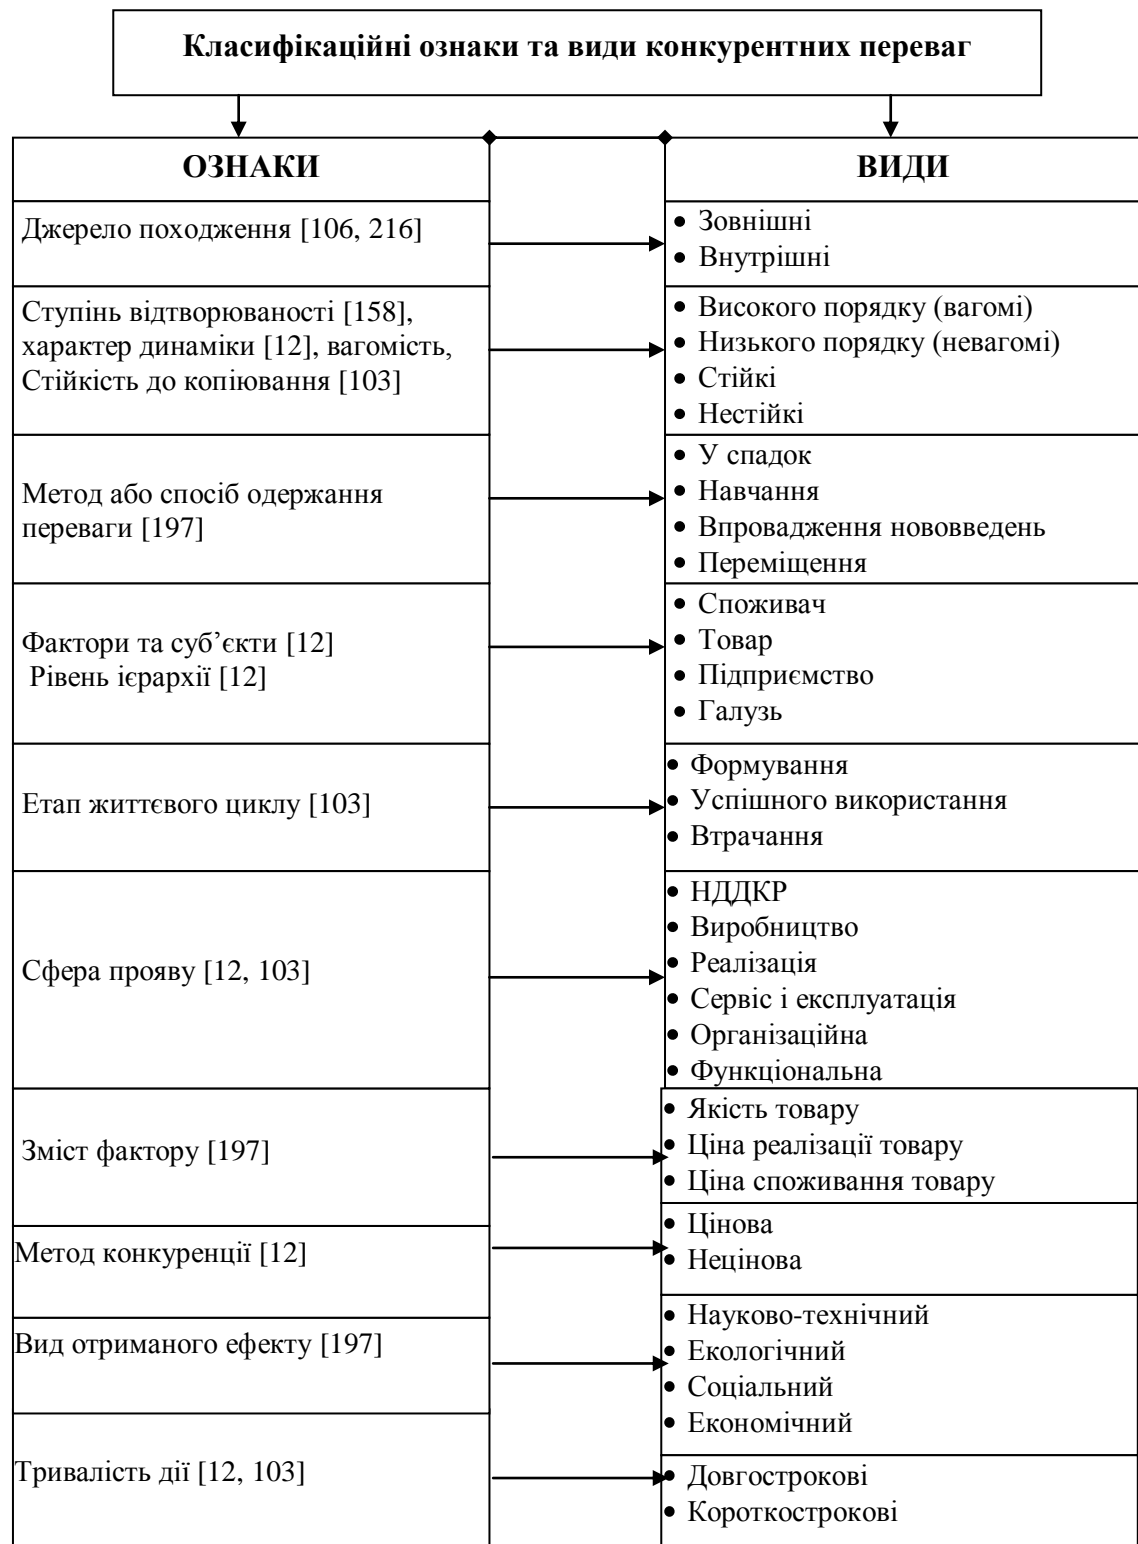 Класифікаційні ознаки та види конкурентних переваг
ОЗНАКИ
ВИДИ
Джерело походження [106, 216]
• Зовнішні
• Внутрішні
Ступінь відтворюваності [158],
характер динаміки [12], вагомість,
Стійкість до копіювання [103]
• Високого порядку (вагомі)
• Низького порядку (невагомі)
• Стійкі
• Нестійкі
Метод або спосіб одержання
переваги [197]
• У спадок
• Навчання
• Впровадження нововведень
• Переміщення
Фактори та суб’єкти [12]
Рівень ієрархії [12]
• Споживач
• Товар
• Підприємство
• Галузь
Етап життєвого циклу [103]
• Формування
• Успішного використання
• Втрачання
Сфера прояву [12, 103]
• НДДКР
• Виробництво
• Реалізація
• Сервіс і експлуатація
• Організаційна
• Функціональна
Зміст фактору [197]
• Якість товару
• Ціна реалізації товару
• Ціна споживання товару
Метод конкуренції [12]
• Цінова
• Нецінова
Вид отриманого ефекту [197]
• Науково-технічний
• Екологічний
• Соціальний
• Економічний
Тривалість дії [12, 103]
• Довгострокові
• Короткострокові